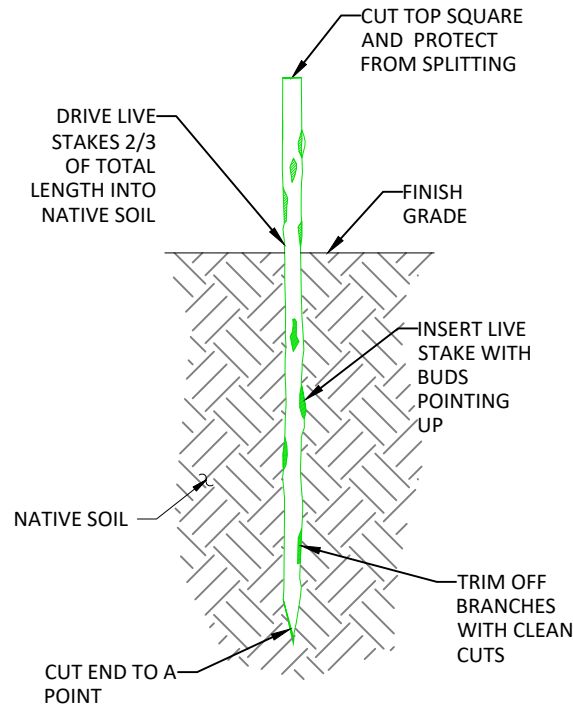 CUT TOP SQUARE
AND PROTECT
FROM SPLITTING
DRIVE LIVE
STAKES 2/3
OF TOTAL
LENGTH INTO
NATIVE SOIL
FINISH
GRADE
INSERT LIVE
STAKE WITH
BUDS
POINTING
UP
NATIVE SOIL
TRIM OFF
BRANCHES
WITH CLEAN
CUTS
CUT END TO A
POINT